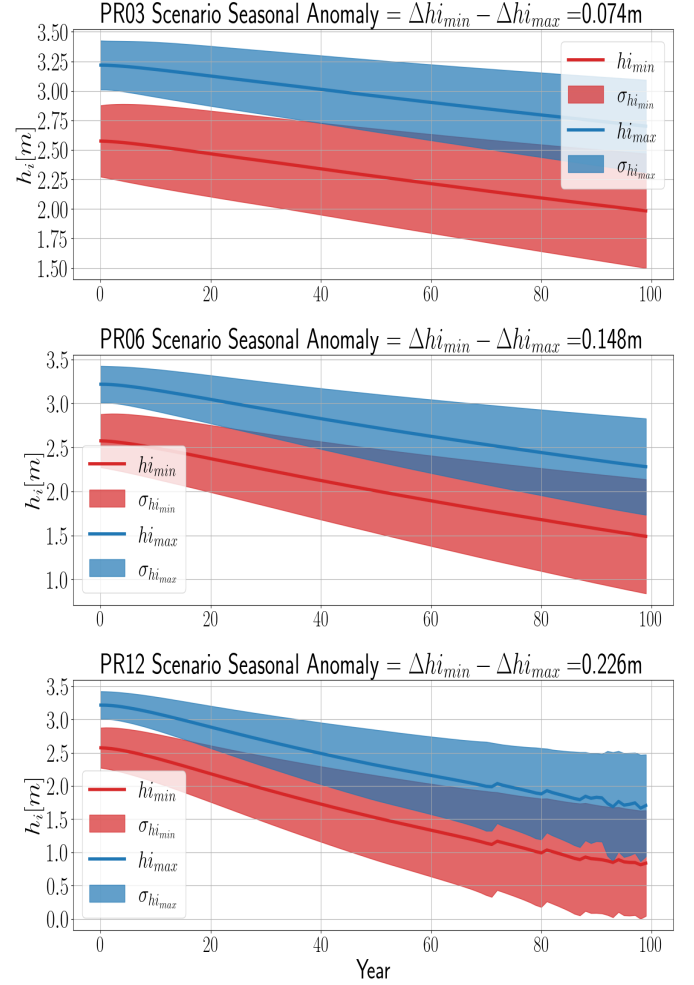 PR03 Scenario Seasonal Anomaly = Δhi_min − Δhi_max =0.074m
3.50
3.25
3.00
2.75
2.50
2.25
2.00
1.75
1.50
h_i[m]
hi_min
σ_hi_min
hi_max
σ_hi_max
0 20 40 60 80 100
PR06 Scenario Seasonal Anomaly = Δhi_min − Δhi_max =0.148m
3.5
3.0
2.5
2.0
1.5
1.0
h_i[m]
hi_min
σ_hi_min
hi_max
σ_hi_max
0 20 40 60 80 100
PR12 Scenario Seasonal Anomaly = Δhi_min − Δhi_max =0.226m
3.5
3.0
2.5
2.0
1.5
1.0
0.5
0.0
h_i[m]
hi_min
σ_hi_min
hi_max
σ_hi_max
0 20 40 60 80 100
Year